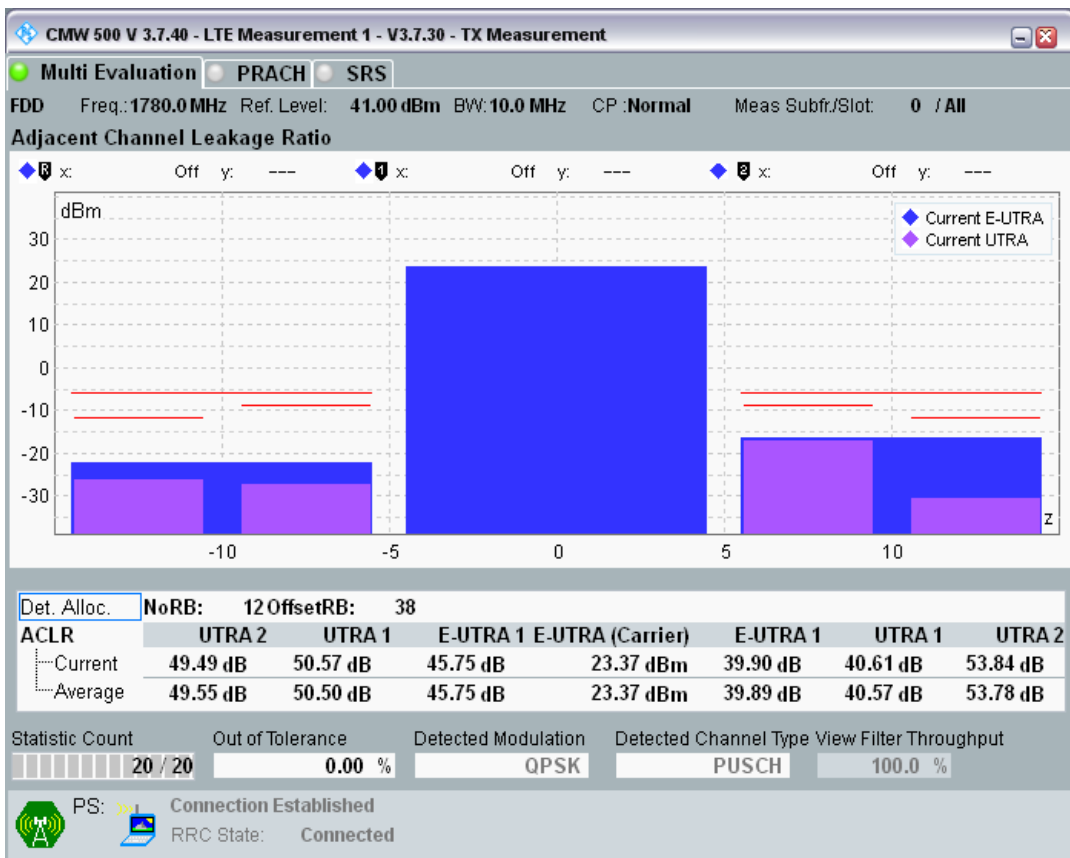 CMW 500 V 3.7.40 - LTE Measurement 1 - V3.7.30 - TX Measurement
Multi Evaluation PRACH SRS
FDD Freq.: 1780.0 MHz Ref. Level: 41.00 dBm BW: 10.0 MHz CP :Normal Meas Subfr./Slot: 0 / All
Adjacent Channel Leakage Ratio
R x: Off y: --- 1 x: Off y: --- 2 x: Off y: ---
dBm
Current E-UTRA
Current UTRA
30
20
10
0
-10
-20
-30
z
-10 -5 0 5 10
Det. Alloc. NoRB: 12 OffsetRB: 38
ACLR UTRA 2 UTRA 1 E-UTRA 1 E-UTRA (Carrier) E-UTRA 1 UTRA 1 UTRA 2
Current 49.49 dB 50.57 dB 45.75 dB 23.37 dBm 39.90 dB 40.61 dB 53.84 dB
Average 49.55 dB 50.50 dB 45.75 dB 23.37 dBm 39.89 dB 40.57 dB 53.78 dB
Statistic Count Out of Tolerance Detected Modulation Detected Channel Type View Filter Throughput
20 / 20 0.00 % QPSK PUSCH 100.0 %
PS: Connection Established
RRC State: Connected